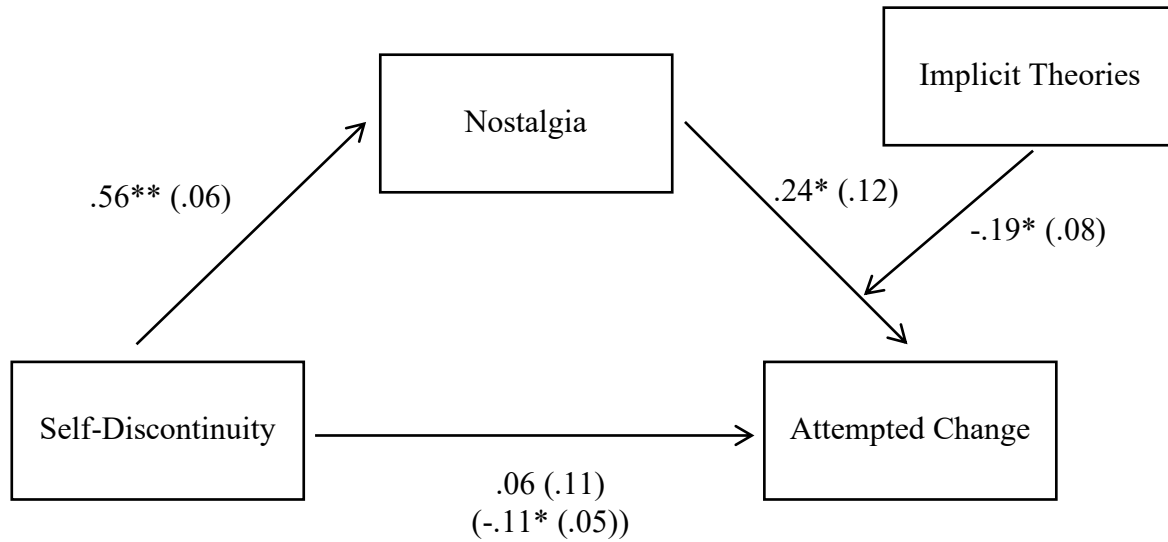 Implicit Theories
Nostalgia
.56** (.06)
.24* (.12)
-.19* (.08)
Self-Discontinuity
Attempted Change
.06 (.11)
(-.11* (.05))